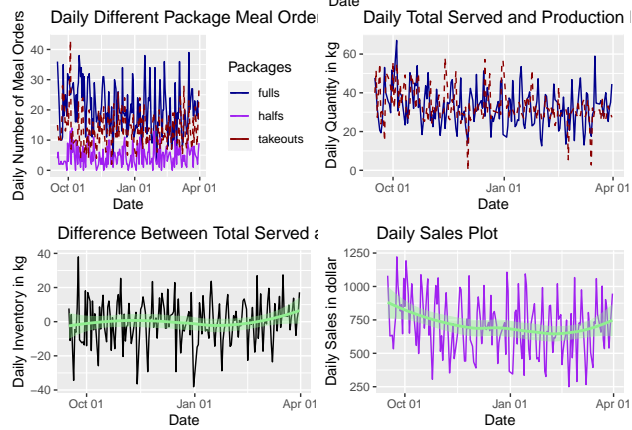 Date
Daily Different Package Meal Orde
Daily Number of Meal Orders
40
30
20
10
0
Oct 01
Jan 01
Apr 01
Date
Packages
fulls
halfs
takeouts
Daily Total Served and Production
Daily Quantity in kg
60
40
20
0
Oct 01
Jan 01
Apr 01
Date
Difference Between Total Served a
Daily Inventory in kg
40
20
0
−20
−40
Oct 01
Jan 01
Apr 01
Date
Daily Sales Plot
Daily Sales in dollar
1250
1000
750
500
250
Oct 01
Jan 01
Apr 01
Date